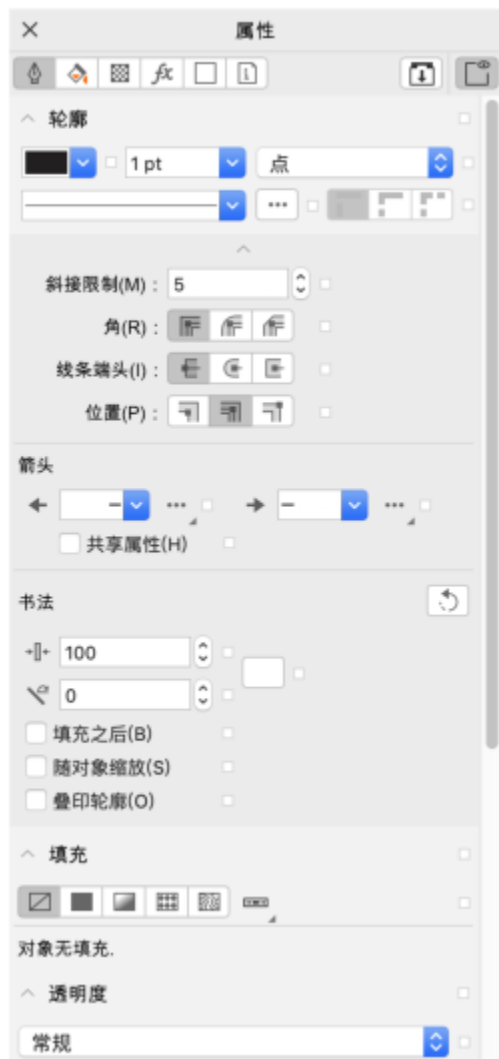 属性
fx
轮廓
1 pt
点
斜接限制(M)：
5
角(R)：
线条端头(I)：
位置(P)：
箭头
共享属性(H)
书法
100
0
填充之后(B)
随对象缩放(S)
叠印轮廓(O)
填充
对象无填充.
透明度
常规